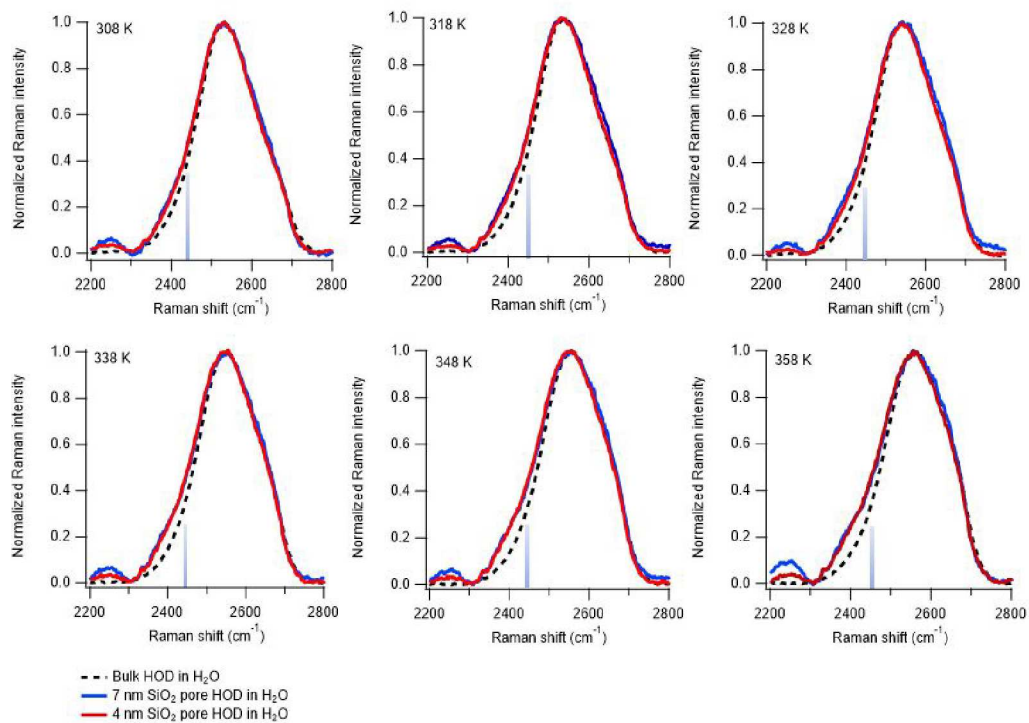 308 K
318 K
328 K
Normalized Raman intensity
1.0
0.8
0.6
0.4
0.2
0.0
2200 2400 2600 2800
Raman shift (cm⁻¹)
Normalized Raman intensity
1.0
0.8
0.6
0.4
0.2
0.0
2200 2400 2600 2800
Raman shift (cm⁻¹)
Normalized Raman intensity
1.0
0.8
0.6
0.4
0.2
0.0
2200 2400 2600 2800
Raman shift (cm⁻¹)
338 K
348 K
358 K
Normalized Raman intensity
1.0
0.8
0.6
0.4
0.2
0.0
2200 2400 2600 2800
Raman shift (cm⁻¹)
Normalized Raman intensity
1.0
0.8
0.6
0.4
0.2
0.0
2200 2400 2600 2800
Raman shift (cm⁻¹)
Normalized Raman intensity
1.0
0.8
0.6
0.4
0.2
0.0
2200 2400 2600 2800
Raman shift (cm⁻¹)
Bulk HOD in H₂O
7 nm SiO₂ pore HOD in H₂O
4 nm SiO₂ pore HOD in H₂O